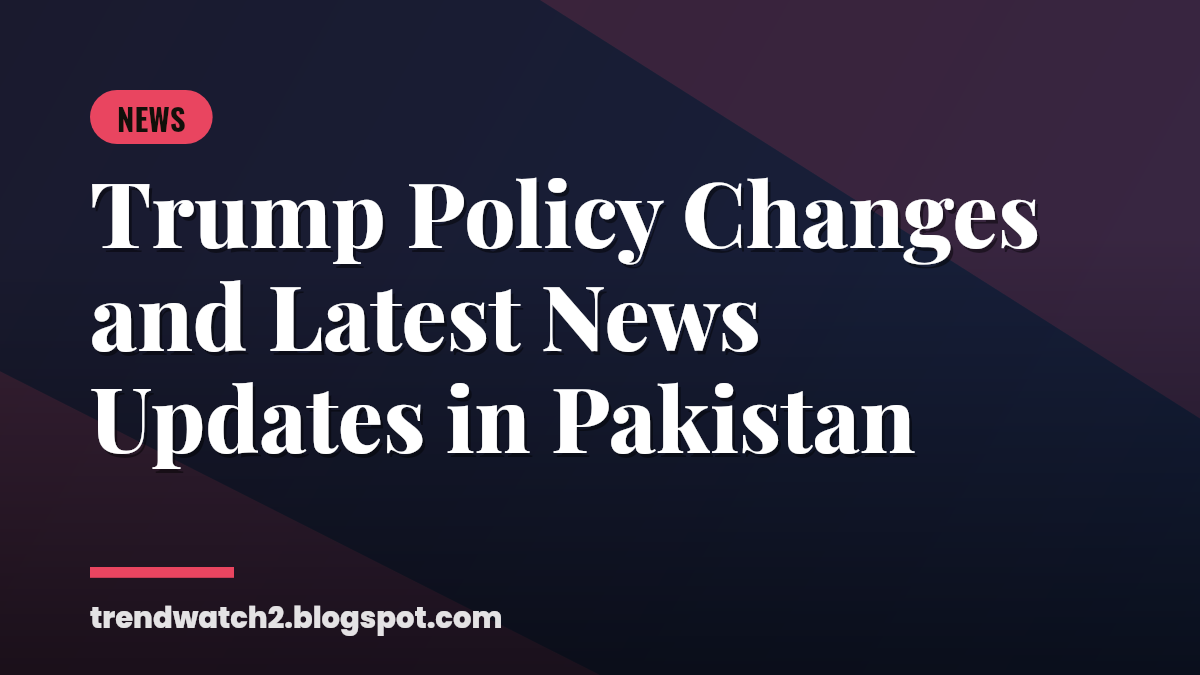 NEWS
Trump Policy Changes
and Latest News
Updates in Pakistan
trendwatch2.blogspot.com